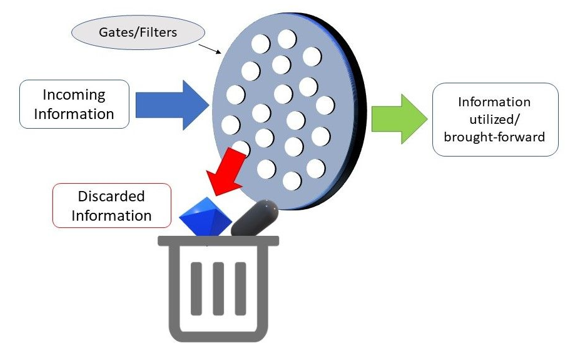 Gates/Filters
Incoming
Information
Information
utilized/
brought-forward
Discarded
Information